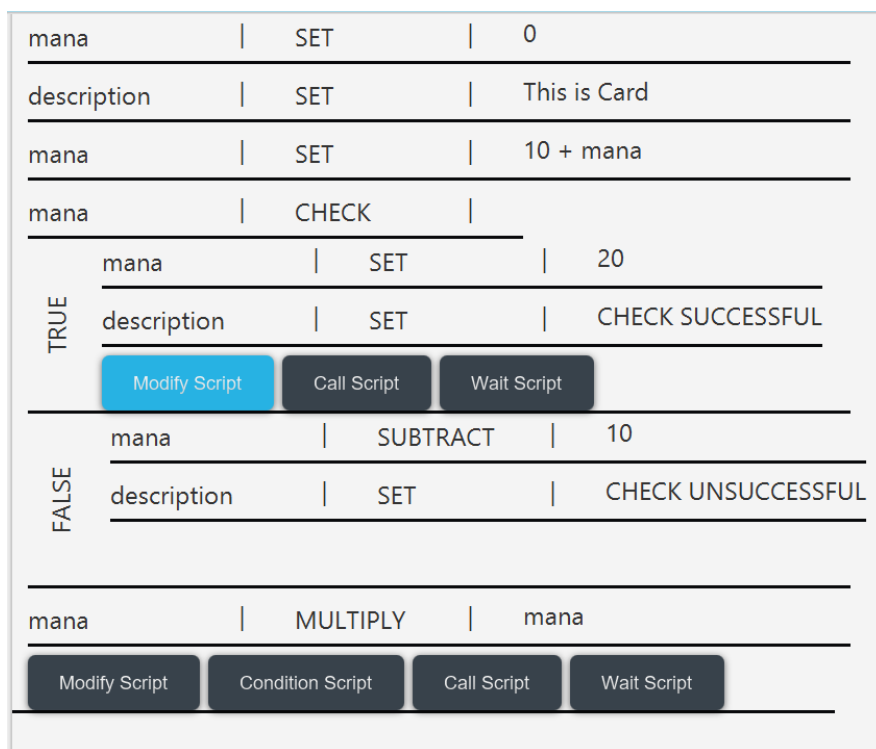 mana | SET | 0
description | SET | This is Card
mana | SET | 10 + mana
mana | CHECK |
TRUE
mana | SET | 20
description | SET | CHECK SUCCESSFUL
Modify Script Call Script Wait Script
FALSE
mana | SUBTRACT | 10
description | SET | CHECK UNSUCCESSFUL
mana | MULTIPLY | mana
Modify Script Condition Script Call Script Wait Script